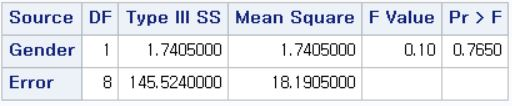 Source DF Type III SS Mean Square F Value Pr > F
Gender 1 1.7405000 1.7405000 0.10 0.7650
Error 8 145.5240000 18.1905000